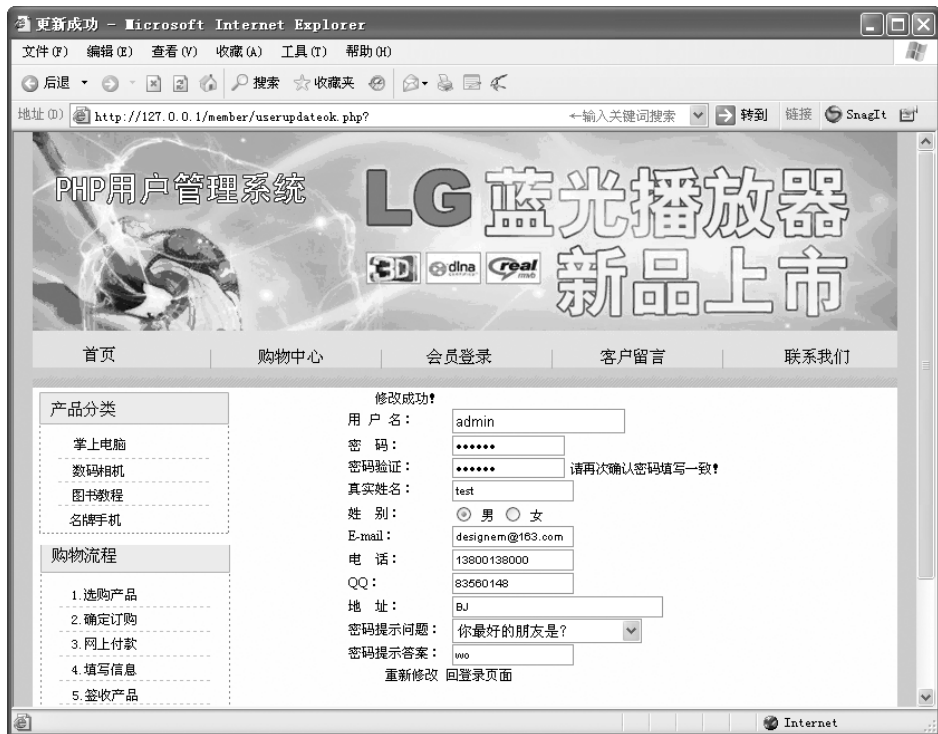 更新成功 - Microsoft Internet Explorer
文件(F) 编辑(E) 查看(V) 收藏(A) 工具(T) 帮助(H)
后退 搜索 收藏夹
地址(D) http://127.0.0.1/member/userupdateok.php? ←输入关键词搜索 转到 链接 SnagIt
PHP用户管理系统
LG 蓝光播放器
3D dlna Real
新品上市
首页 购物中心 会员登录 客户留言 联系我们
产品分类
掌上电脑
数码相机
图书教程
名牌手机
购物流程
1.选购产品
2.确定订购
3.网上付款
4.填写信息
5.签收产品
修改成功!
用 户 名: admin
密 码: ••••••
密码验证: •••••• 请再次确认密码填写一致!
真实姓名: test
姓 别: 男 女
E-mail: designem@163.com
电 话: 13800138000
QQ: 83560148
地 址: BJ
密码提示问题: 你最好的朋友是?
密码提示答案: wo
重新修改 回登录页面
Internet